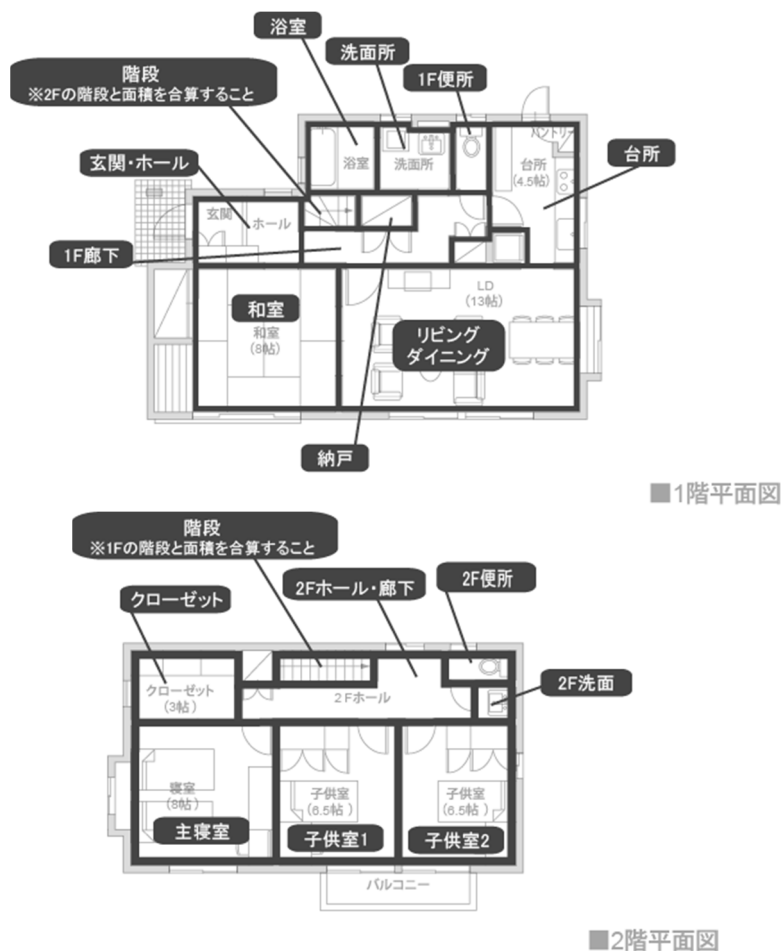 浴室
洗面所
1F便所
階段
※2Fの階段と面積を合算すること
玄関・ホール
台所
1F廊下
パントリー
浴室
洗面所
台所
(4.5帖)
玄関
ホール
和室
和室
(8帖)
LD
(13帖)
リビング
ダイニング
納戸
■1階平面図
階段
※1Fの階段と面積を合算すること
2Fホール・廊下
2F便所
クローゼット
2F洗面
クローゼット
(3帖)
2Fホール
寝室
(8帖)
主寝室
子供室
(6.5帖)
子供室1
子供室
(6.5帖)
子供室2
バルコニー
■2階平面図